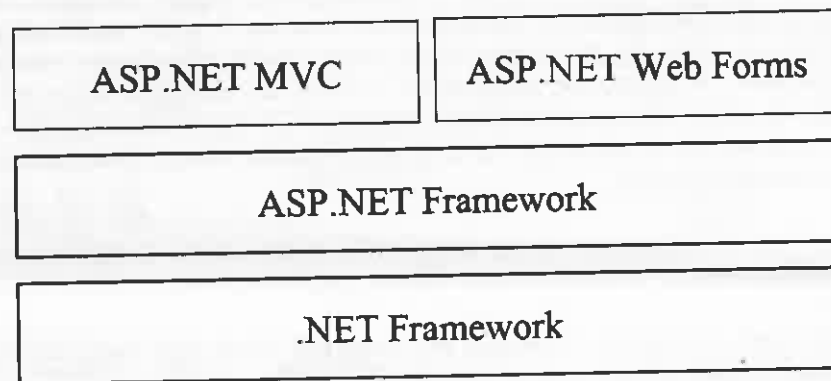 ASP.NET MVC
ASP.NET Web Forms
ASP.NET Framework
.NET Framework